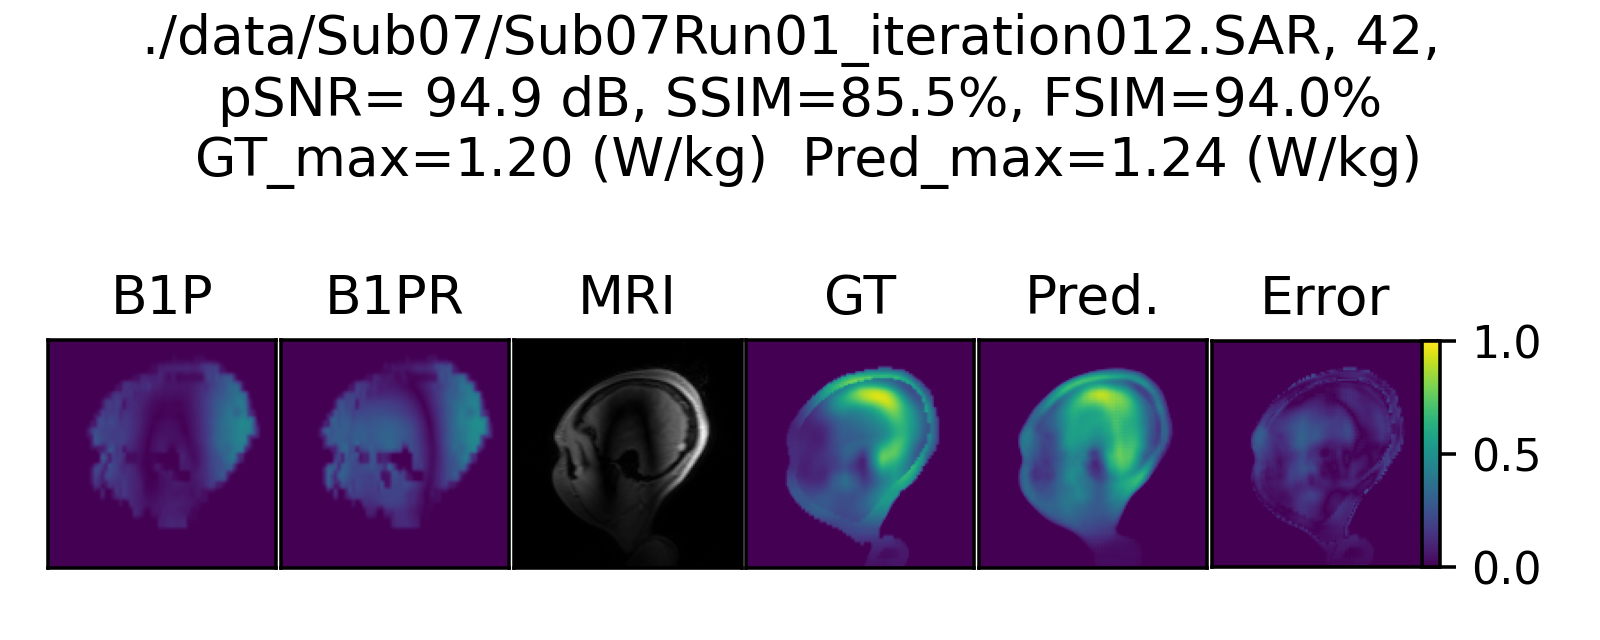 ./data/Sub07/Sub07Run01_iteration012.SAR, 42,
pSNR= 94.9 dB, SSIM=85.5%, FSIM=94.0%
GT_max=1.20 (W/kg)  Pred_max=1.24 (W/kg)
B1P B1PR MRI GT Pred. Error
1.0
0.5
0.0